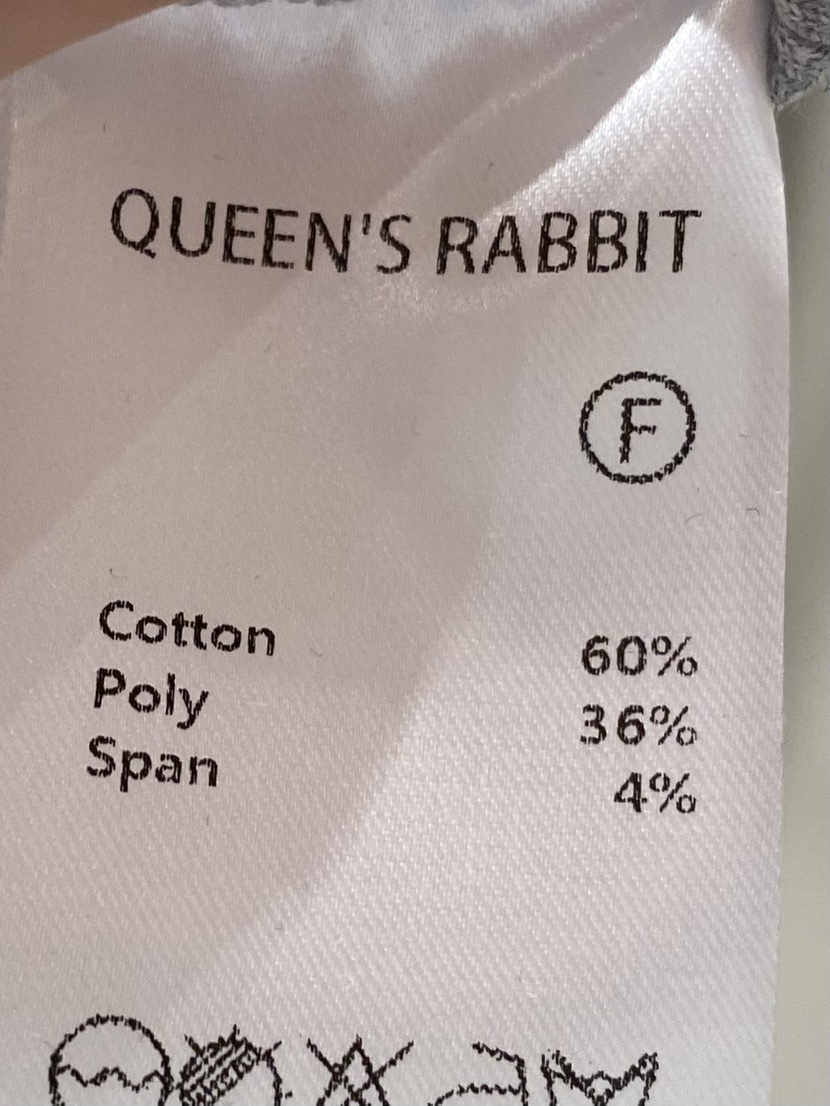 QUEEN'S RABBIT
F
Cotton 60%
Poly 36%
Span 4%